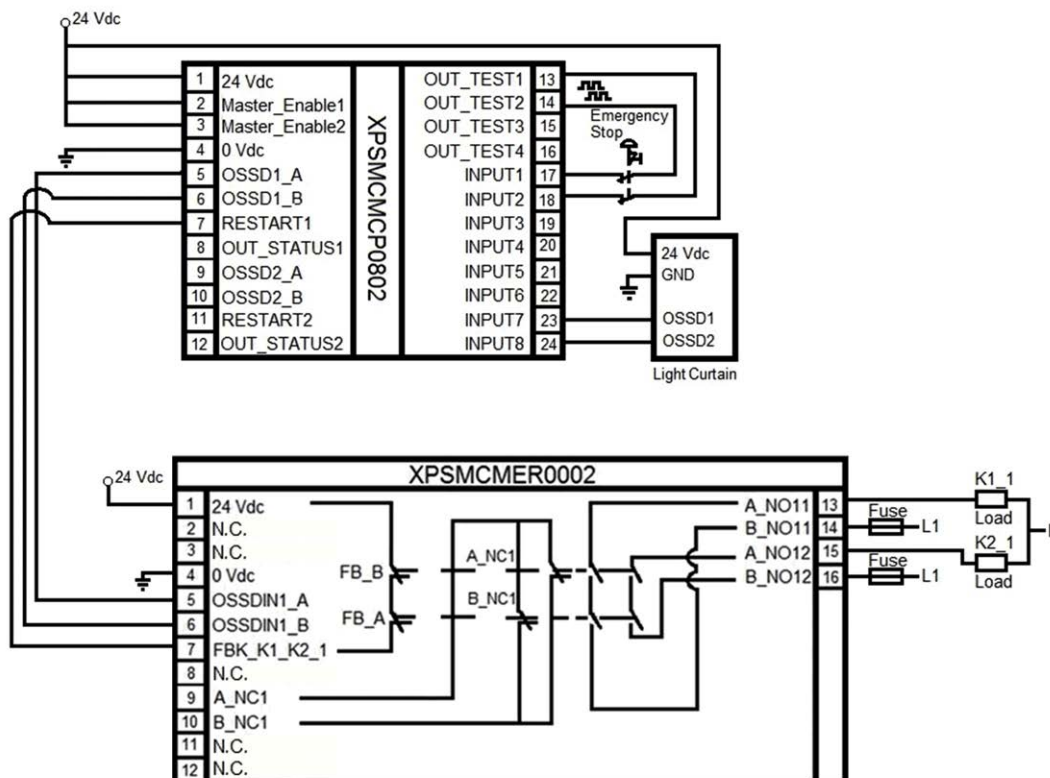 24 Vdc
XPSMCMCP0802
1 24 Vdc
2 Master_Enable1
3 Master_Enable2
4 0 Vdc
5 OSSD1_A
6 OSSD1_B
7 RESTART1
8 OUT_STATUS1
9 OSSD2_A
10 OSSD2_B
11 RESTART2
12 OUT_STATUS2
OUT_TEST1 13
OUT_TEST2 14
OUT_TEST3 15
OUT_TEST4 16
INPUT1 17
INPUT2 18
INPUT3 19
INPUT4 20
INPUT5 21
INPUT6 22
INPUT7 23
INPUT8 24
Emergency
Stop
24 Vdc
GND
OSSD1
OSSD2
Light Curtain
XPSMCMER0002
24 Vdc
1 24 Vdc
2 N.C.
3 N.C.
4 0 Vdc
5 OSSDIN1_A
6 OSSDIN1_B
7 FBK_K1_K2_1
8 N.C.
9 A_NC1
10 B_NC1
11 N.C.
12 N.C.
FB_B
FB_A
A_NC1
B_NC1
A_NO11 13
B_NO11 14
A_NO12 15
B_NO12 16
Fuse
L1
Fuse
L1
K1_1
Load
K2_1
Load